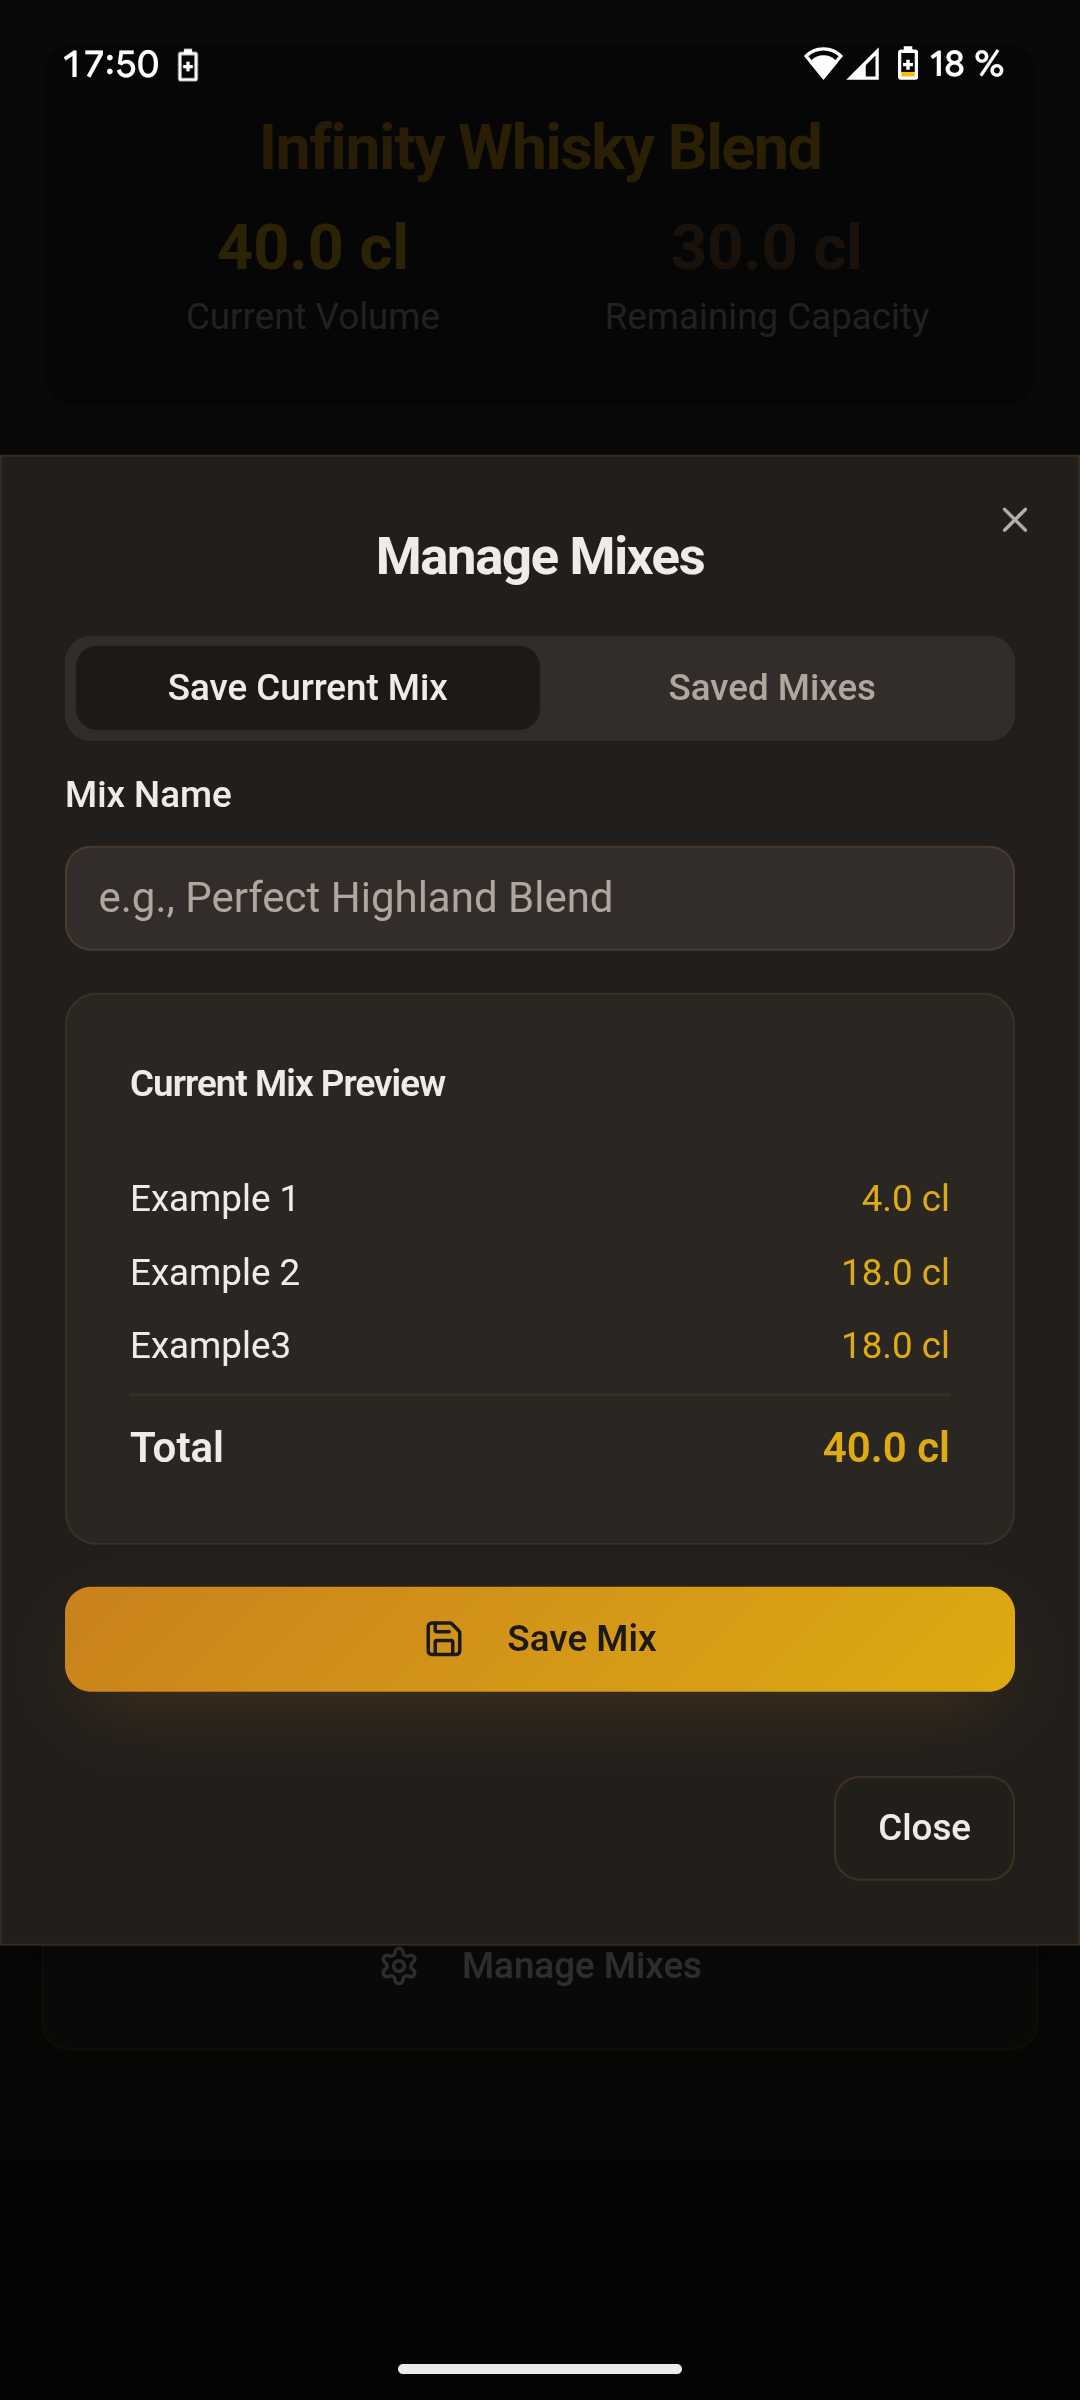 17:50 18 %
Infinity Whisky Blend
40.0 cl 30.0 cl
Current Volume Remaining Capacity
Manage Mixes
Save Current Mix Saved Mixes
Mix Name
e.g., Perfect Highland Blend
Current Mix Preview
Example 1 4.0 cl
Example 2 18.0 cl
Example3 18.0 cl
Total 40.0 cl
Save Mix
Close
Manage Mixes